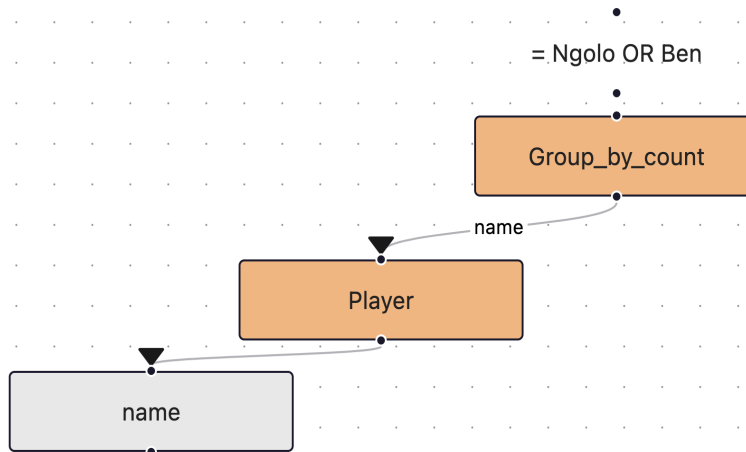 = Ngolo OR Ben
Group_by_count
name
Player
name